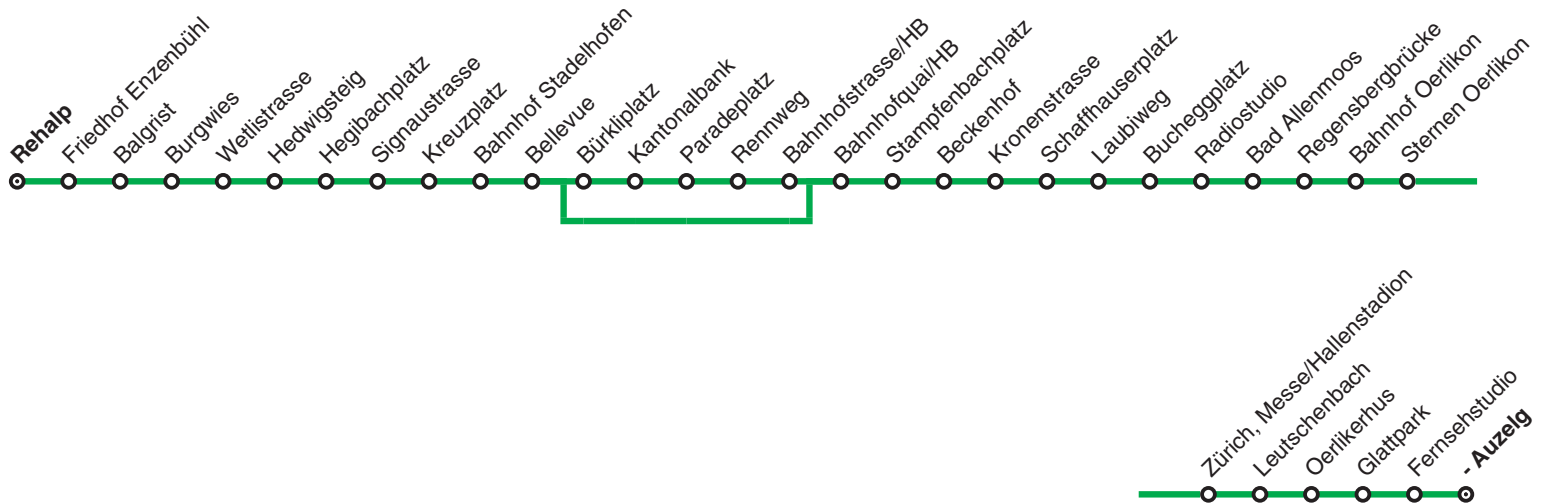 Rehalp
Friedhof Enzenbühl
Balgrist
Burgwies
Wetlistrasse
Hedwigsteig
Hegibachplatz
Signaustrasse
Kreuzplatz
Bahnhof Stadelhofen
Bellevue
Bürkliplatz
Kantonalbank
Paradeplatz
Rennweg
Bahnhofstrasse/HB
Bahnhofquai/HB
Stampfenbachplatz
Beckenhof
Kronenstrasse
Schaffhauserplatz
Laubiweg
Bucheggplatz
Radiostudio
Bad Allenmoos
Regensbergbrücke
Bahnhof Oerlikon
Sternen Oerlikon
Zürich, Messe/Hallenstadion
Leutschenbach
Oerlikerhus
Glattpark
Fernsehstudio
- Auzelg